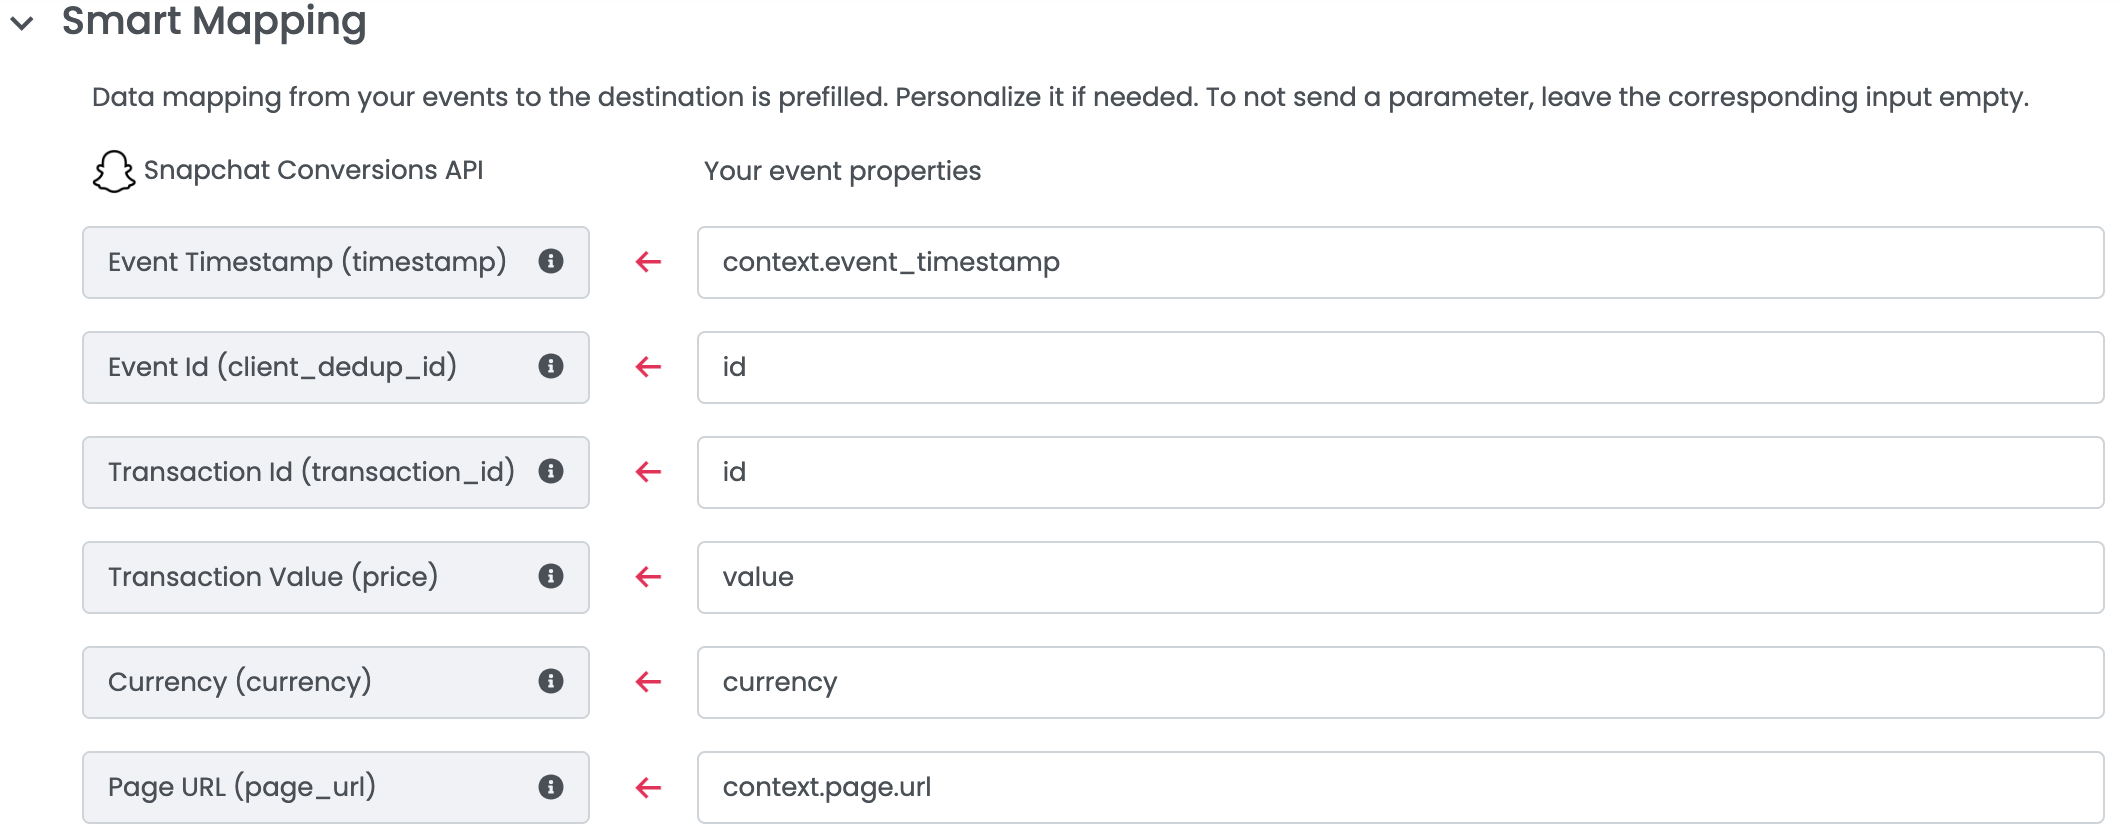 Smart Mapping
Data mapping from your events to the destination is prefilled. Personalize it if needed. To not send a parameter, leave the corresponding input empty.
Snapchat Conversions API
Your event properties
Event Timestamp (timestamp)
context.event_timestamp
Event Id (client_dedup_id)
id
Transaction Id (transaction_id)
id
Transaction Value (price)
value
Currency (currency)
currency
Page URL (page_url)
context.page.url